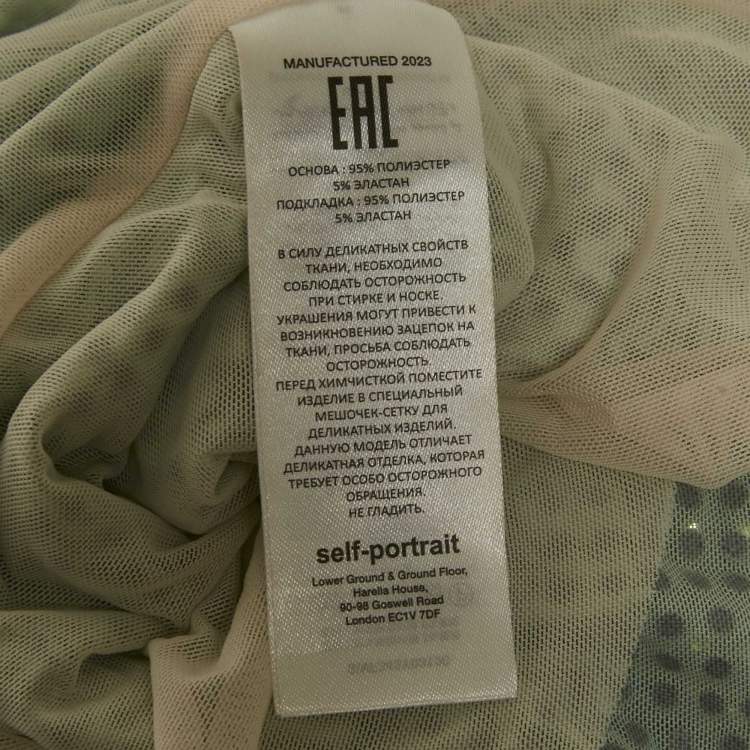 MANUFACTURED 2023
EAC
ОСНОВА : 95% ПОЛИЭСТЕР
5% ЭЛАСТАН
ПОДКЛАДКА : 95% ПОЛИЭСТЕР
5% ЭЛАСТАН
В СИЛУ ДЕЛИКАТНЫХ СВОЙСТВ
ТКАНИ, НЕОБХОДИМО
СОБЛЮДАТЬ ОСТОРОЖНОСТЬ
ПРИ СТИРКЕ И НОСКЕ.
УКРАШЕНИЯ МОГУТ ПРИВЕСТИ К
ВОЗНИКНОВЕНИЮ ЗАЦЕПОК НА
ТКАНИ, ПРОСЬБА СОБЛЮДАТЬ
ОСТОРОЖНОСТЬ.
ПЕРЕД ХИМЧИСТКОЙ ПОМЕСТИТЕ
ИЗДЕЛИЕ В СПЕЦИАЛЬНЫЙ
МЕШОЧЕК-СЕТКУ ДЛЯ
ДЕЛИКАТНЫХ ИЗДЕЛИЙ.
ДАННУЮ МОДЕЛЬ ОТЛИЧАЕТ
ДЕЛИКАТНАЯ ОТДЕЛКА, КОТОРАЯ
ТРЕБУЕТ ОСОБО ОСТОРОЖНОГО
ОБРАЩЕНИЯ.
НЕ ГЛАДИТЬ.
self-portrait
Lower Ground & Ground Floor,
Harella House,
90-98 Goswell Road
London EC1V 7DF